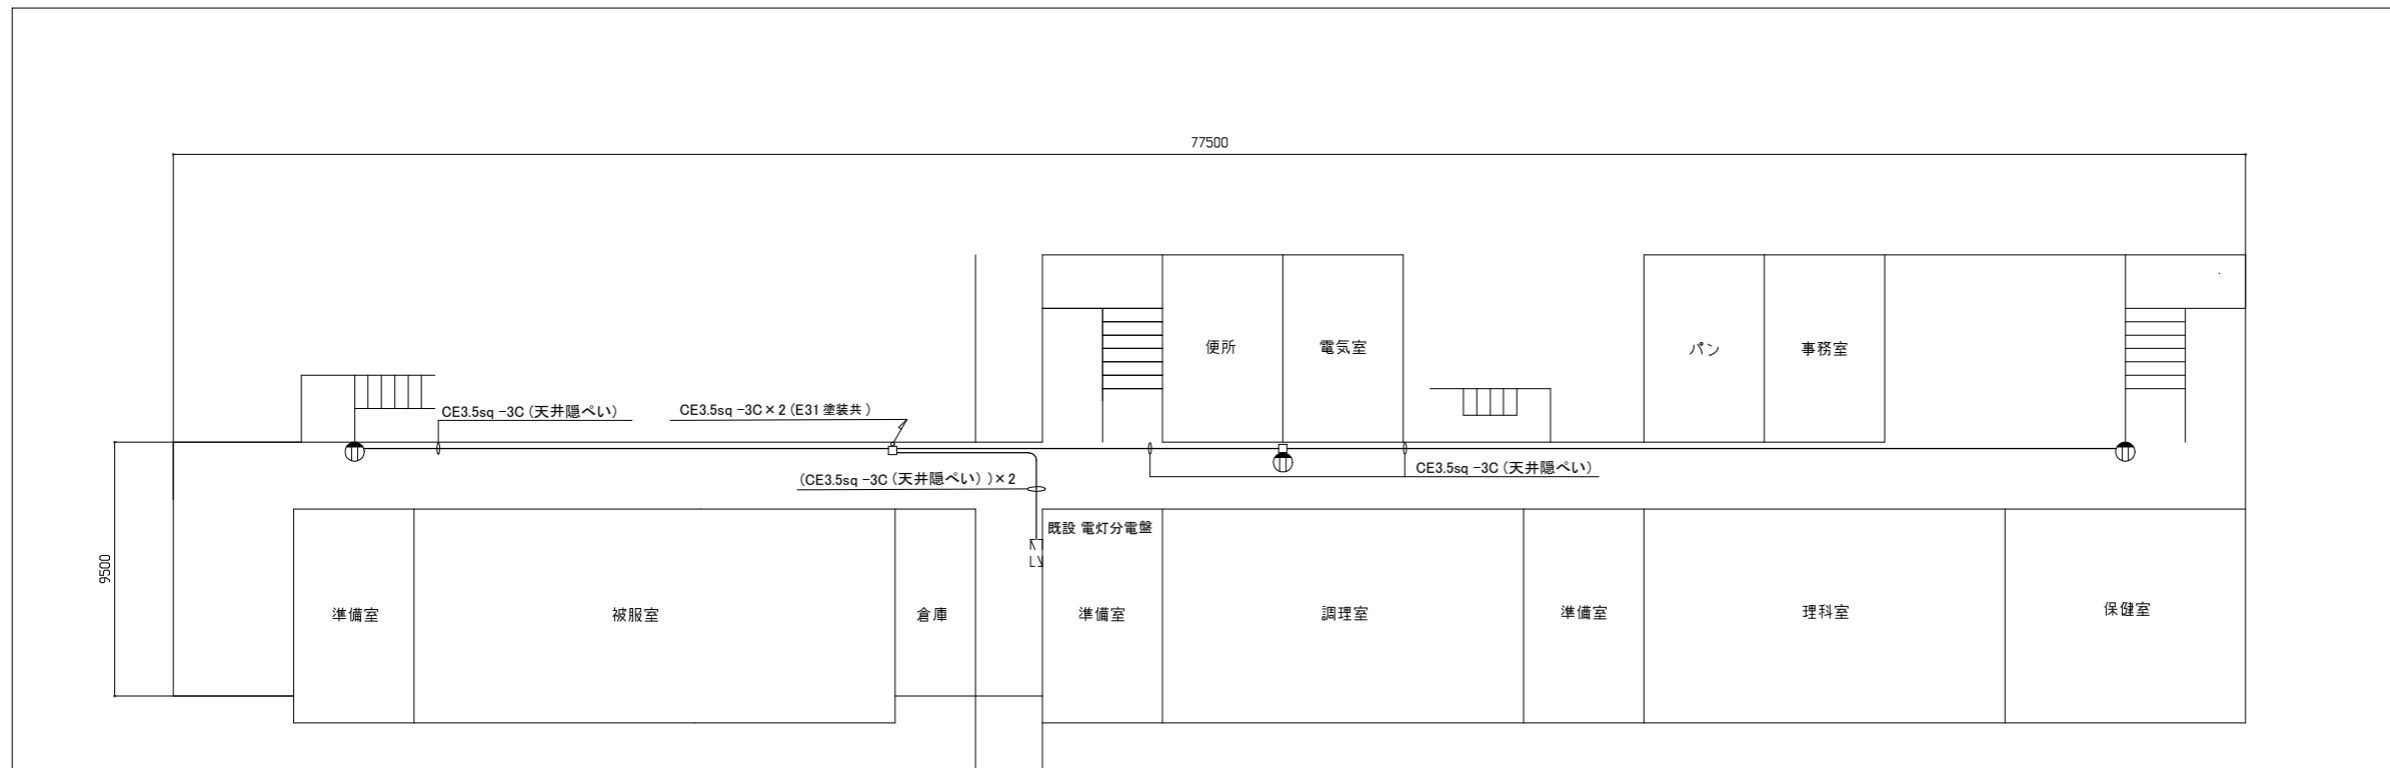 77500
便所
電気室
パン
事務室
CE3.5sq -3C (天井隠ぺい)
CE3.5sq -3C×2 (E31 塗装共 )
CE3.5sq -3C (天井隠ぺい)
(CE3.5sq -3C (天井隠ぺい) )×2
既設 電灯分電盤
9500
準備室
被服室
倉庫
準備室
調理室
準備室
理科室
保健室